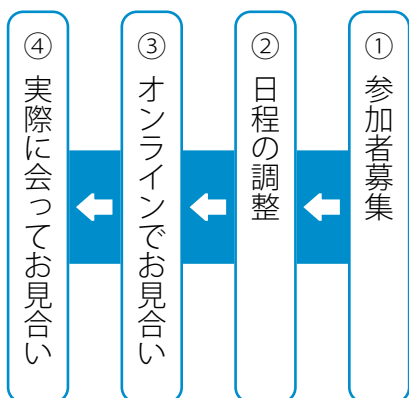 ① 参加者募集
② 日程の調整
③ オンラインでお見合い
④ 実際に会ってお見合い